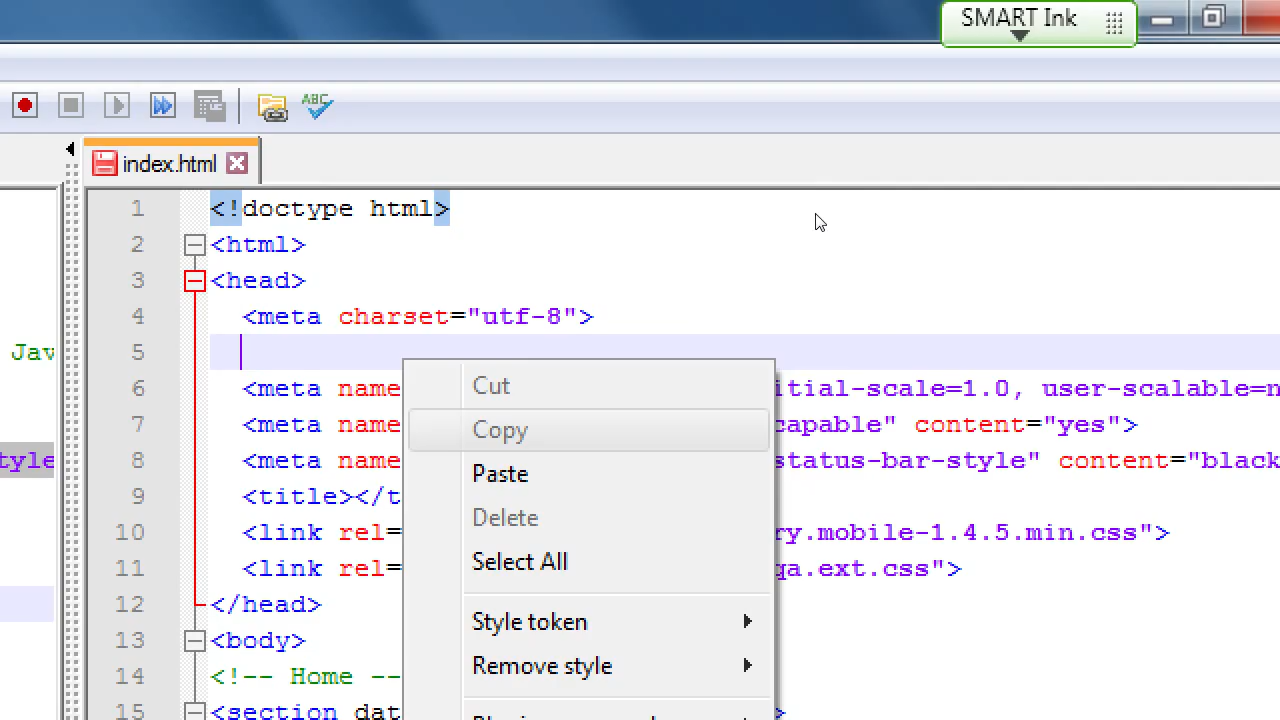 SMART Ink
ABC
index.html
1 <!doctype html>
2 <html>
3 <head>
4 <meta charset="utf-8">
Jav
5
Cut
6 <meta name itial-scale=1.0, user-scalable=n
7 <meta name capable" content="yes">
Copy
tyle
8 <meta name status-bar-style" content="black
Paste
9 <title></t
Delete
10 <link rel= ry.mobile-1.4.5.min.css">
11 <link rel= qa.ext.css">
Select All
12 </head>
Style token
13 <body>
Remove style
14 <!-- Home --
15 <section dat